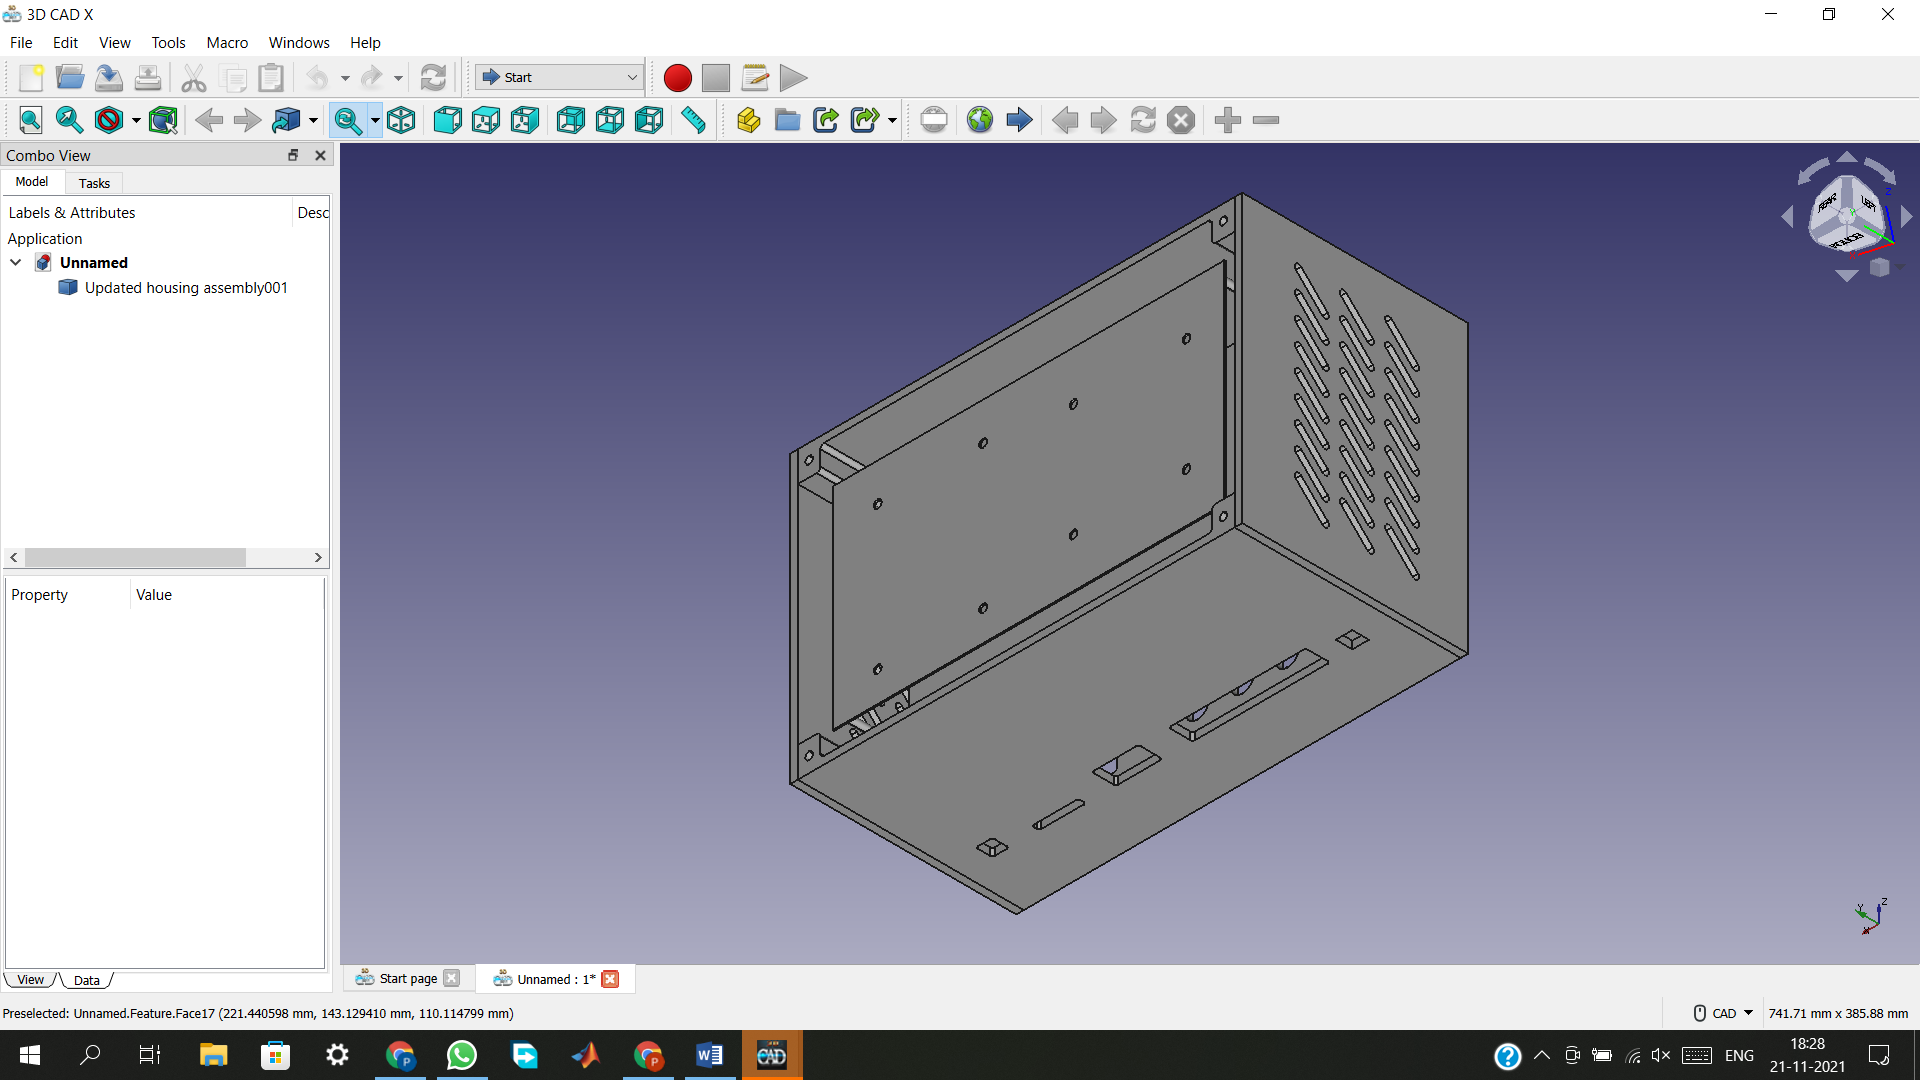 3D CAD X
File Edit View Tools Macro Windows Help
Start
Combo View
Model Tasks
Labels & Attributes Desc
Application
Unnamed
Updated housing assembly001
Property Value
View Data
Start page Unnamed : 1*
Preselected: Unnamed.Feature.Face17 (221.440598 mm, 143.129410 mm, 110.114799 mm)
CAD 741.71 mm x 385.88 mm
ENG
18:28
21-11-2021